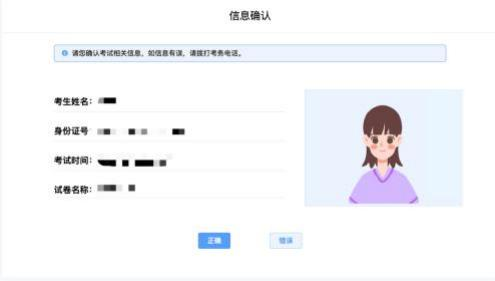 信息确认
请您确认考试相关信息，如信息有误，请拨打考务电话。
考生姓名：
身份证号
考试时间：
试卷名称：
正确
错误